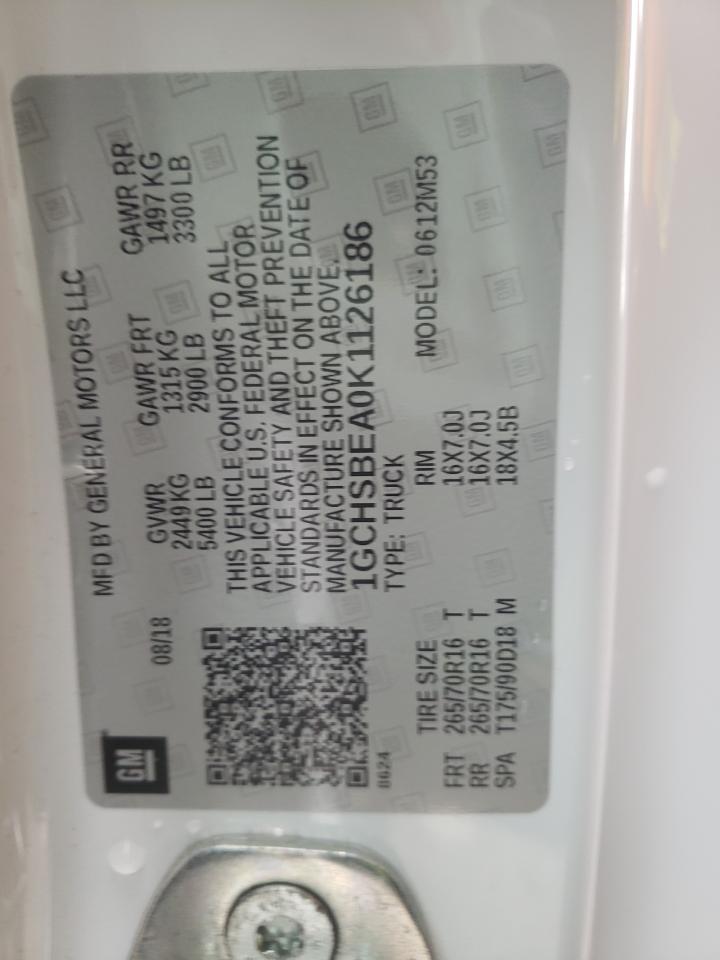 GM
MFD BY GENERAL MOTORS LLC
08/18
GVWR GAWR FRT GAWR RR
2449 KG 1315 KG 1497 KG
5400 LB 2900 LB 3300 LB
THIS VEHICLE CONFORMS TO ALL
APPLICABLE U.S. FEDERAL MOTOR
VEHICLE SAFETY AND THEFT PREVENTION
STANDARDS IN EFFECT ON THE DATE OF
MANUFACTURE SHOWN ABOVE.
1GCHSBEA0K1126186
8624
TYPE: TRUCK MODEL: 0612M53
TIRE SIZE RIM
FRT 265/70R16 T 16X7.0J
RR 265/70R16 T 16X7.0J
SPA T175/90D18 M 18X4.5B